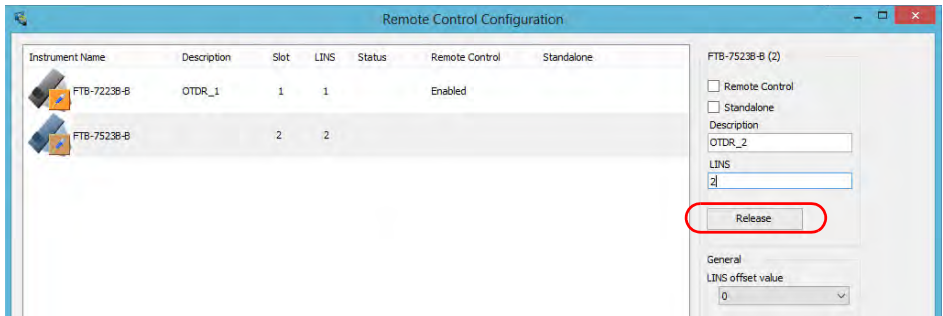 Remote Control Configuration
Instrument Name Description Slot LINS Status Remote Control Standalone
FTB-7223B-B OTDR_1 1 1 Enabled
FTB-7523B-B 2 2
FTB-7523B-B (2)
Remote Control
Standalone
Description
OTDR_2
LINS
2
Release
General
LINS offset value
0